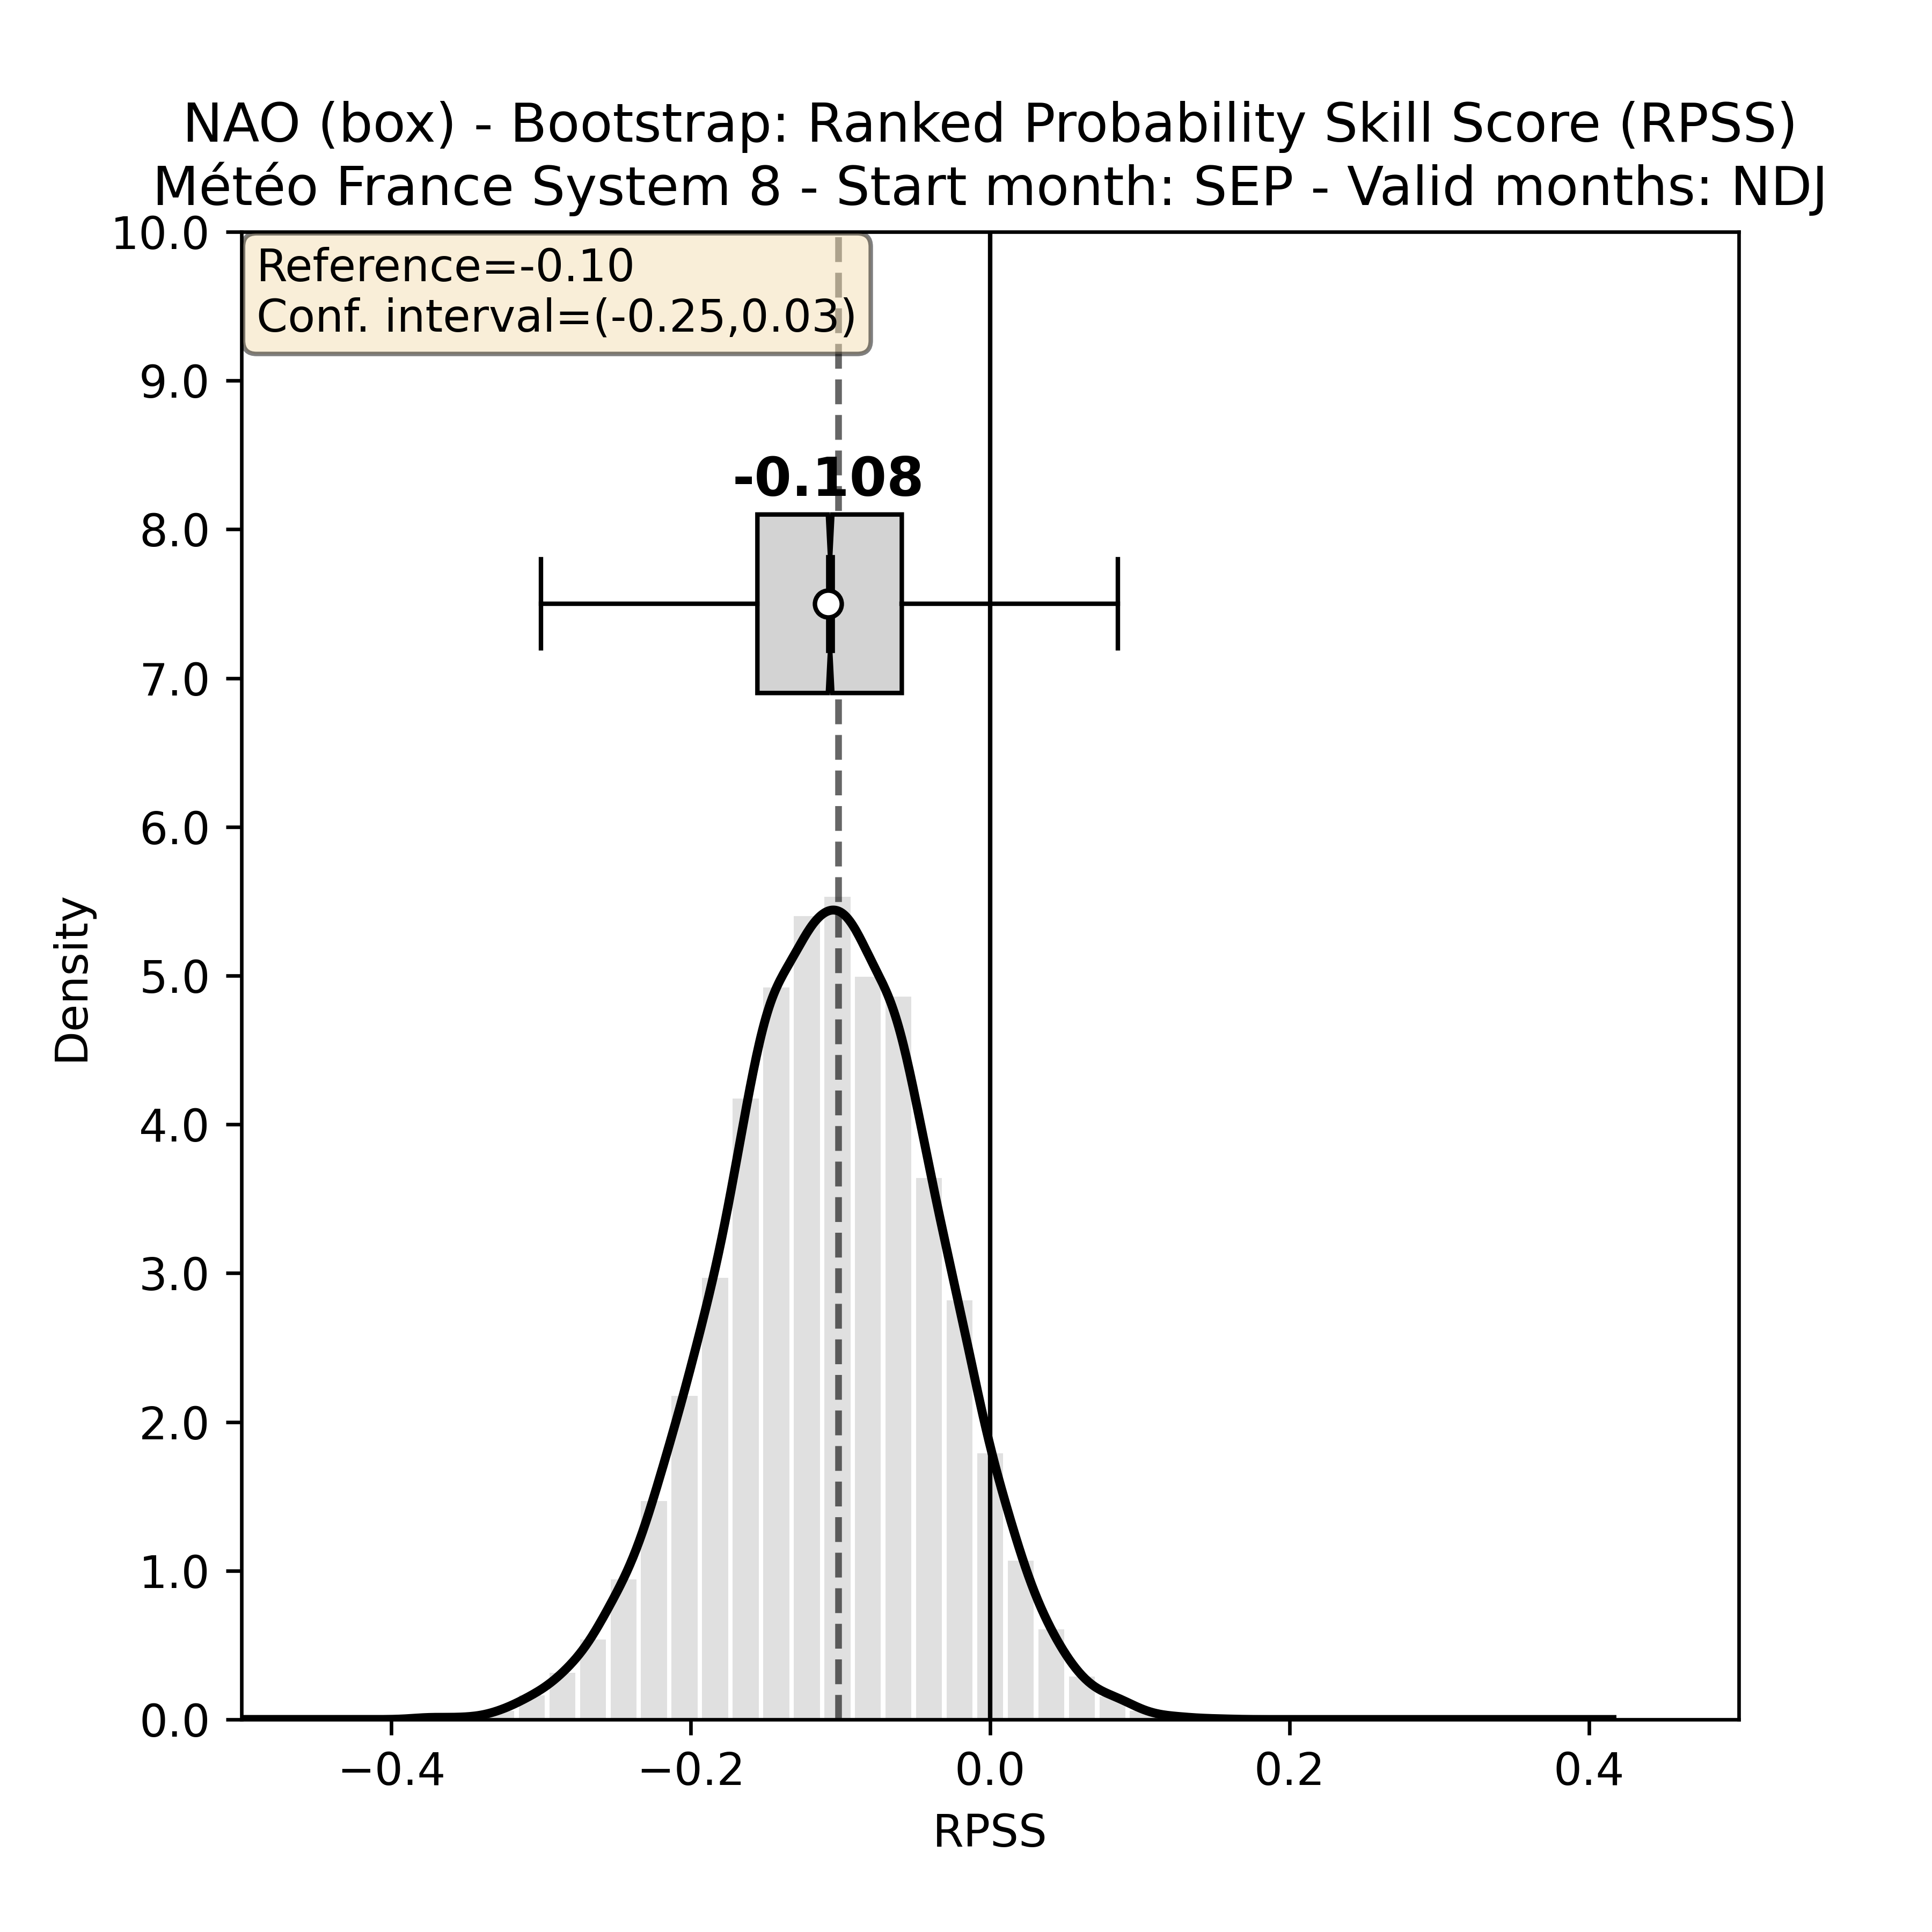 NAO (box) - Bootstrap: Ranked Probability Skill Score (RPSS)
Météo France System 8 - Start month: SEP - Valid months: NDJ
10.0
Reference=-0.10
Conf. interval=(-0.25,0.03)
9.0
-0.108
8.0
7.0
6.0
5.0
4.0
3.0
2.0
1.0
0.0
Density
−0.4 −0.2 0.0 0.2 0.4
RPSS